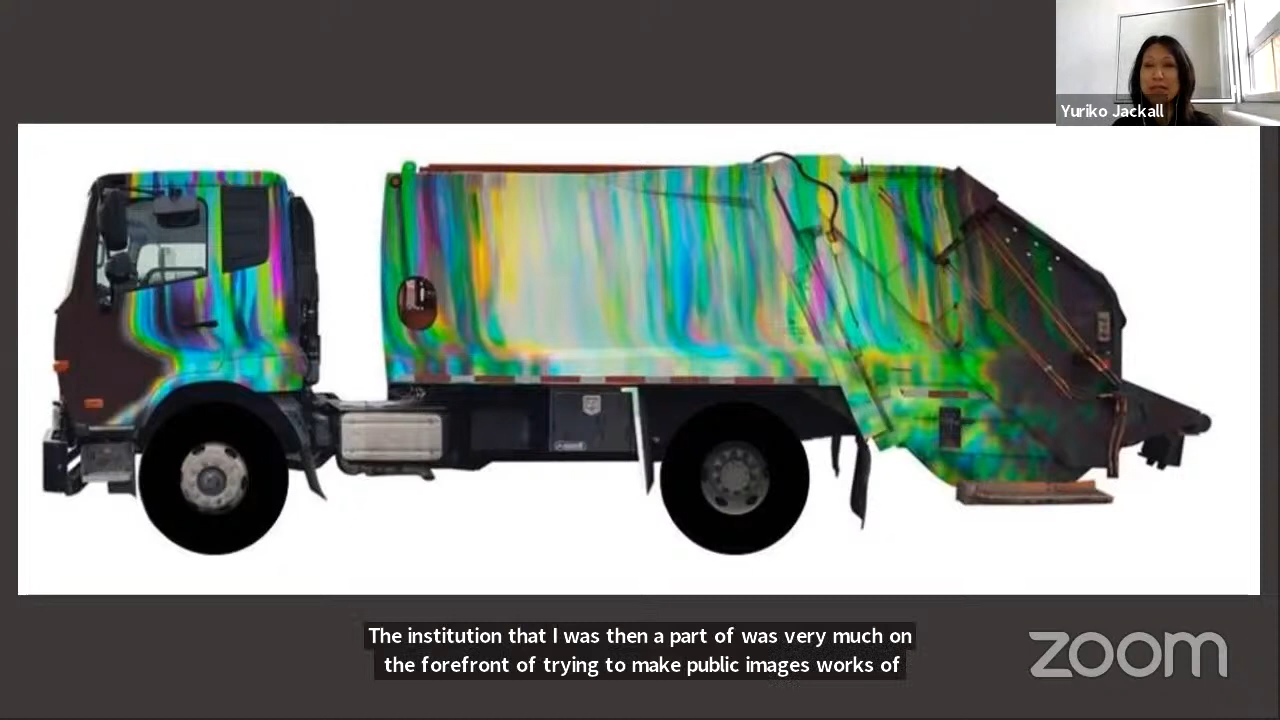 Yuriko Jackall
The institution that I was then a part of was very much on
the forefront of trying to make public images works of
zoom